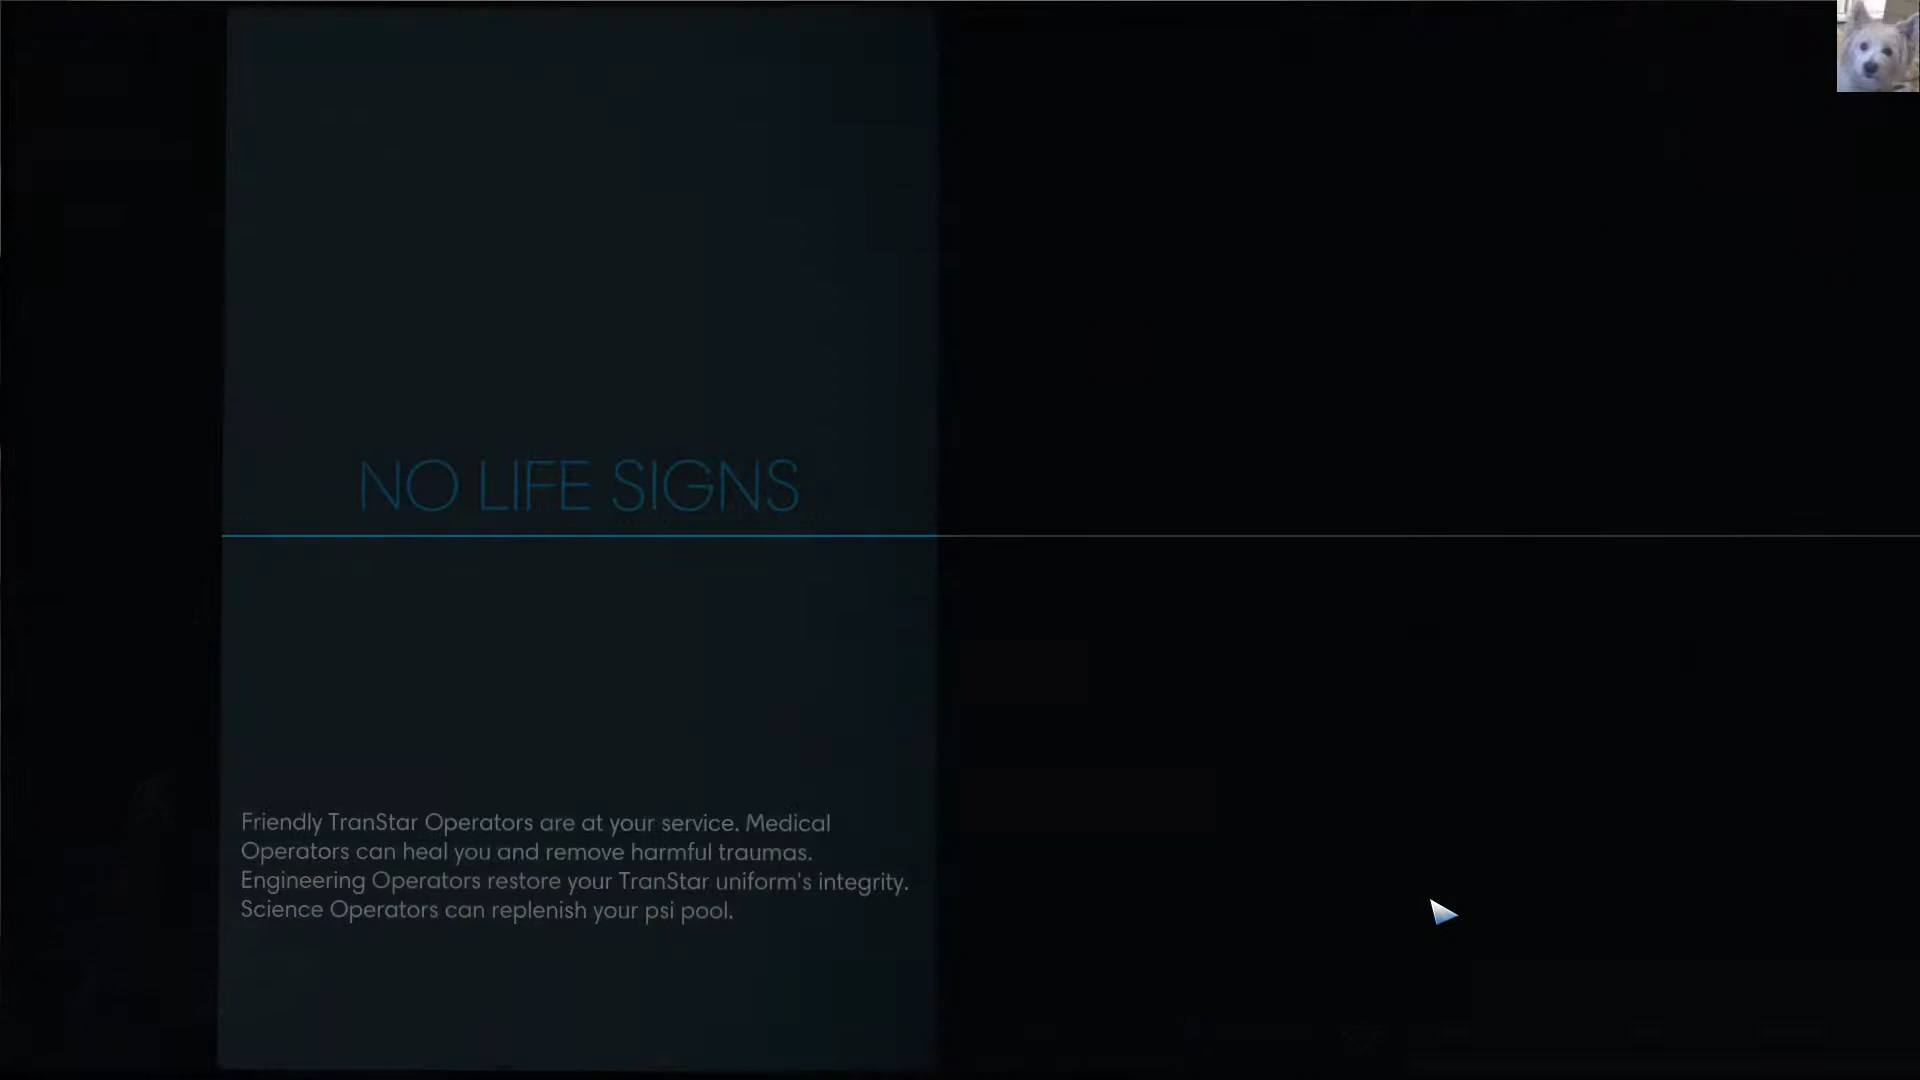 NO LIFE SIGNS
Friendly TranStar Operators are at your service. Medical
Operators can heal you and remove harmful traumas.
Engineering Operators restore your TranStar uniform's integrity.
Science Operators can replenish your psi pool.